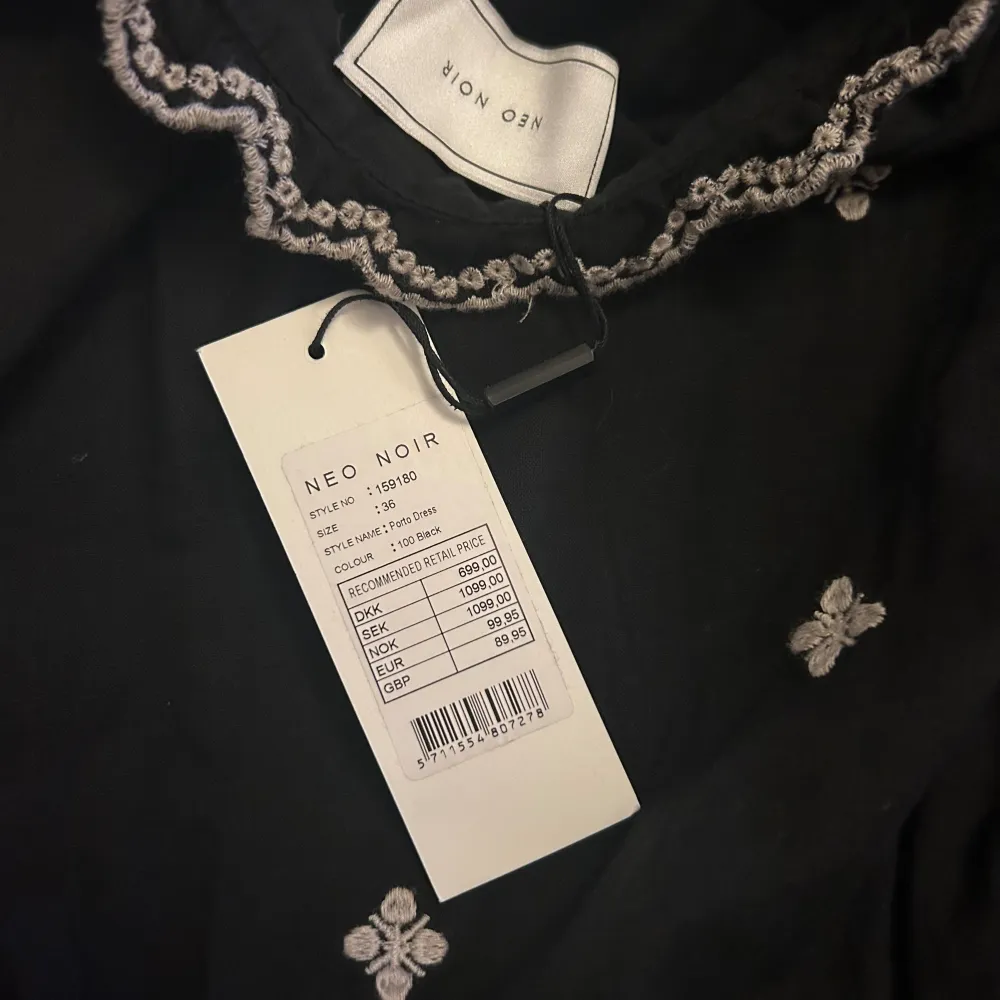 NEO NOIR
NEO NOIR
STYLE NO : 159180
SIZE : 36
STYLE NAME : Porto Dress
COLOUR : 100 Black
RECOMMENDED RETAIL PRICE
DKK 699,00
SEK 1099,00
NOK 1099,00
EUR 99,95
GBP 89,95
5 711554 807278